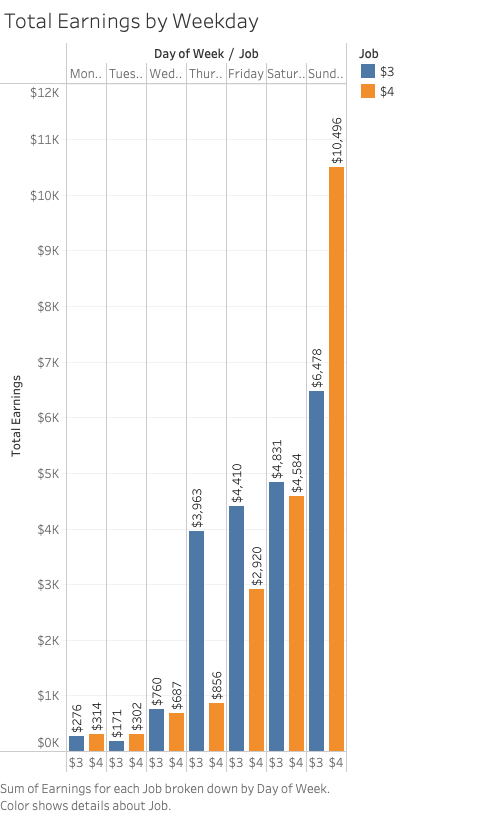 Total Earnings by Weekday
Day of Week / Job
Mon.. Tues.. Wed.. Thur.. Friday Satur.. Sund..
Job
$3
$4
Total Earnings
$12K
$11K
$10K
$9K
$8K
$7K
$6K
$5K
$4K
$3K
$2K
$1K
$0K
$276 $314 $171 $302 $760 $687 $3,963 $856 $4,410 $2,920 $4,831 $4,584 $6,478 $10,496
$3 $4 $3 $4 $3 $4 $3 $4 $3 $4 $3 $4 $3 $4
Sum of Earnings for each Job broken down by Day of Week.
Color shows details about Job.